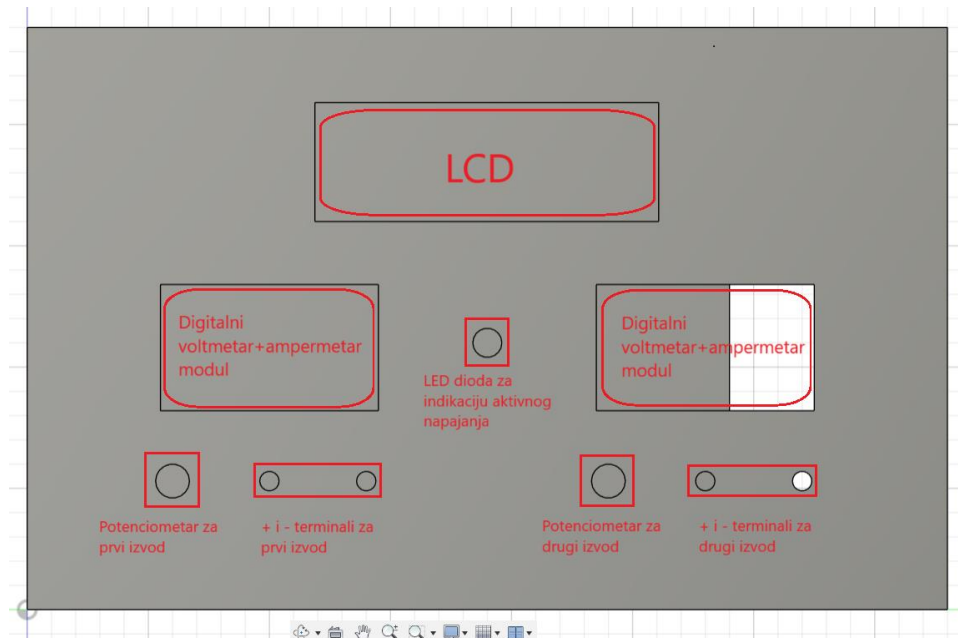 LCD
Digitalni
voltmetar+ampermetar
modul
Digitalni
voltmetar+ampermetar
modul
LED dioda za
indikaciju aktivnog
napajanja
Potenciometar za
prvi izvod
+ i - terminali za
prvi izvod
Potenciometar za
drugi izvod
+ i - terminali za
drugi izvod